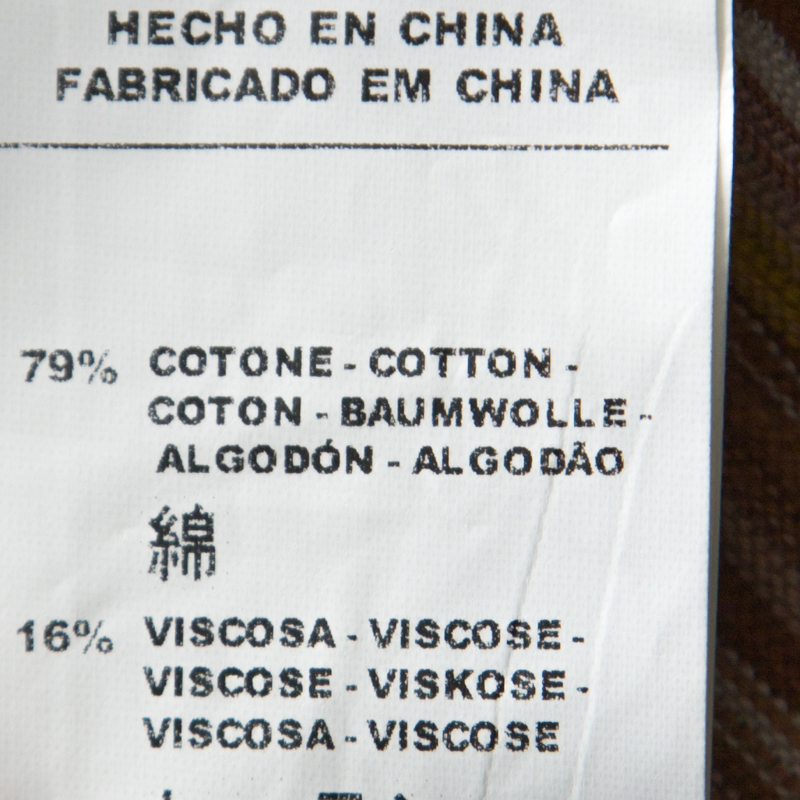 HECHO EN CHINA
FABRICADO EM CHINA
79% COTONE - COTTON -
COTON - BAUMWOLLE -
ALGODÓN - ALGODÃO
綿
16% VISCOSA - VISCOSE -
VISCOSE - VISKOSE -
VISCOSA - VISCOSE